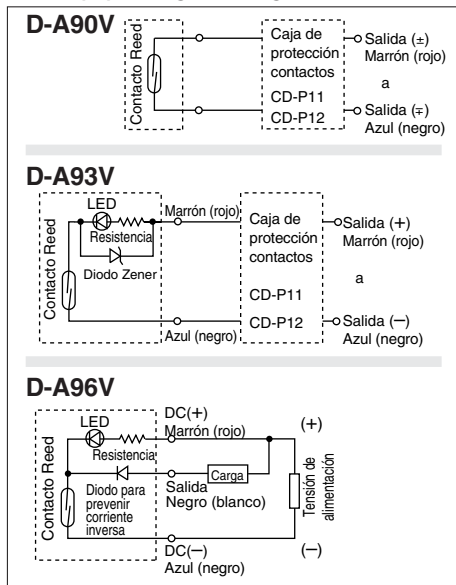 D-A90V
Contacto Reed
Caja de
protección
contactos
CD-P11
CD-P12
Salida (±)
Marrón (rojo)
a
Salida (∓)
Azul (negro)
D-A93V
Contacto Reed
LED
Resistencia
Diodo Zener
Marrón (rojo)
Azul (negro)
Caja de
protección
contactos
CD-P11
CD-P12
Salida (+)
Marrón (rojo)
a
Salida (−)
Azul (negro)
D-A96V
Contacto Reed
LED
Resistencia
Diodo para
prevenir
corriente
inversa
DC(+)
Marrón (rojo)
Carga
Salida
Negro (blanco)
DC(−)
Azul (negro)
(+)
Tensión de
alimentación
(−)